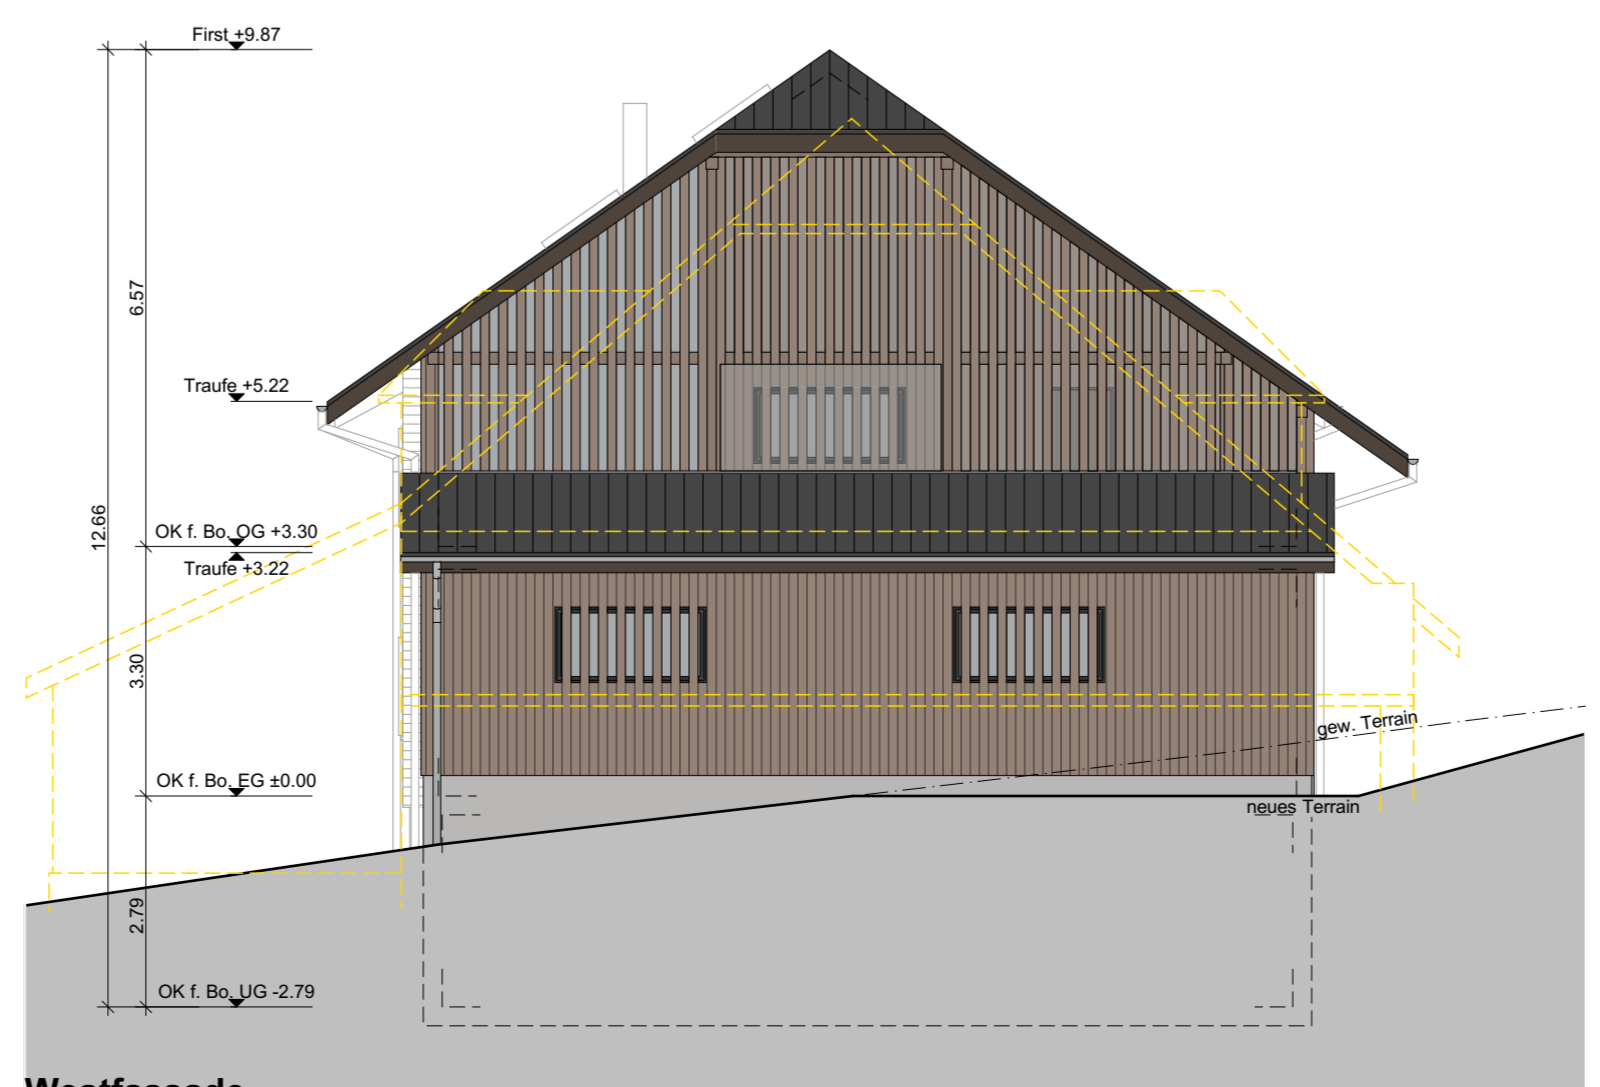 First +9.87
6.57
Traufe +5.22
12.66
OK f. Bo. OG +3.30
Traufe +3.22
3.30
gew. Terrain
OK f. Bo. EG ±0.00
neues Terrain
2.79
OK f. Bo. UG -2.79
Westfassade